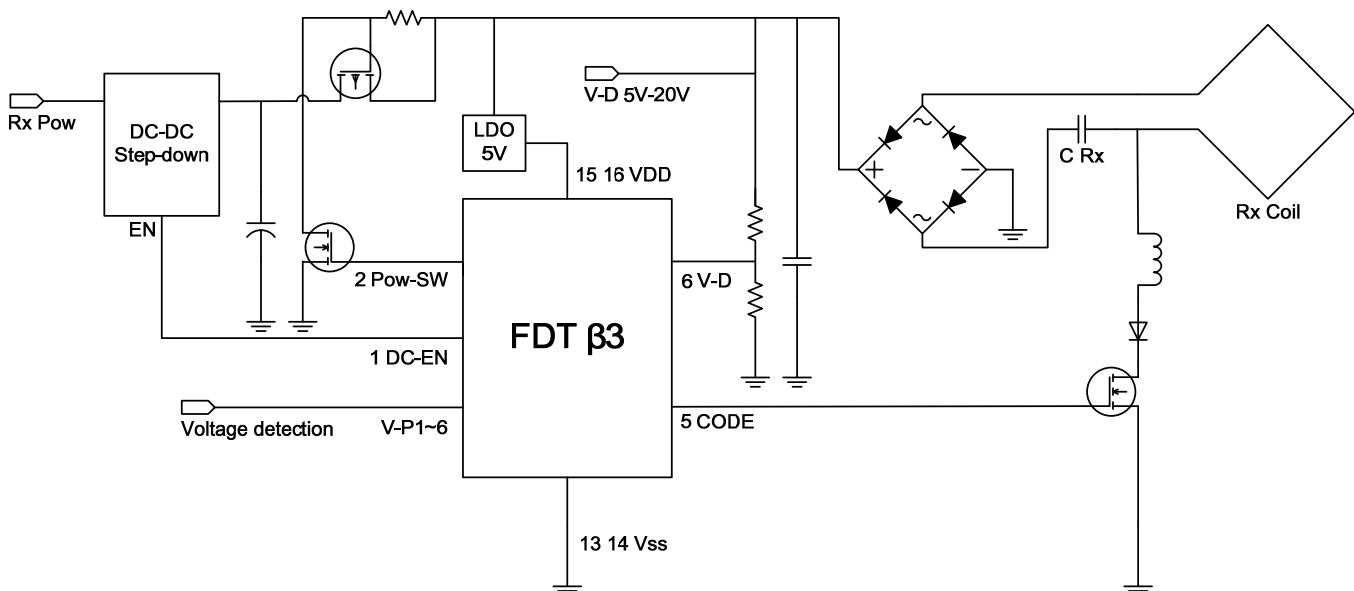 Rx Pow
DC-DC
Step-down
EN
LDO
5V
V-D 5V-20V
15 16 VDD
2 Pow-SW
1 DC-EN
Voltage detection
V-P1~6
FDT β3
6 V-D
5 CODE
13 14 Vss
~
+
−
~
C Rx
Rx Coil